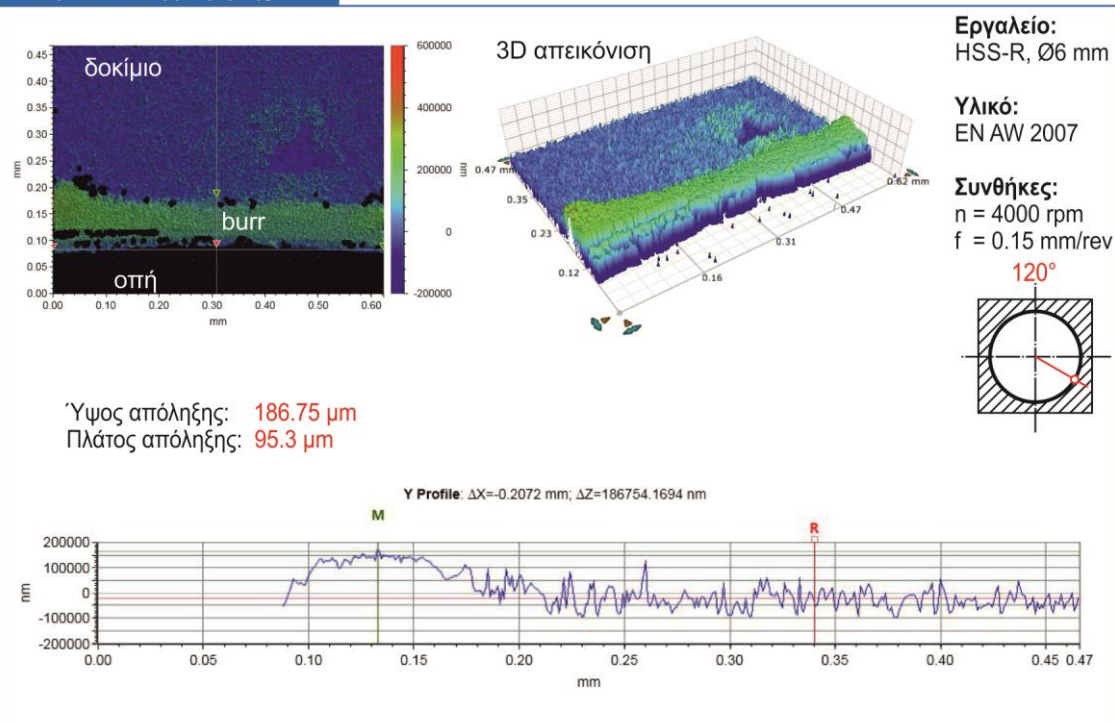 δοκίμιο
burr
οπή
0.45
0.40
0.35
0.30
0.25
0.20
0.15
0.10
0.05
0.00
mm
0.00 0.10 0.20 0.30 0.40 0.50 0.60
mm
600000
400000
200000
0
-200000
nm
3D απεικόνιση
0.47 mm
0.35
0.23
0.12
0.16
0.31
0.47
0.62 mm
Εργαλείο:
HSS-R, Ø6 mm
Υλικό:
EN AW 2007
Συνθήκες:
n = 4000 rpm
f = 0.15 mm/rev
120°
Ύψος απόληξης: 186.75 μm
Πλάτος απόληξης: 95.3 μm
Y Profile: ΔX=-0.2072 mm; ΔZ=186754.1694 nm
M
R
200000
100000
0
-100000
-200000
nm
0.00 0.05 0.10 0.15 0.20 0.25 0.30 0.35 0.40 0.45 0.47
mm